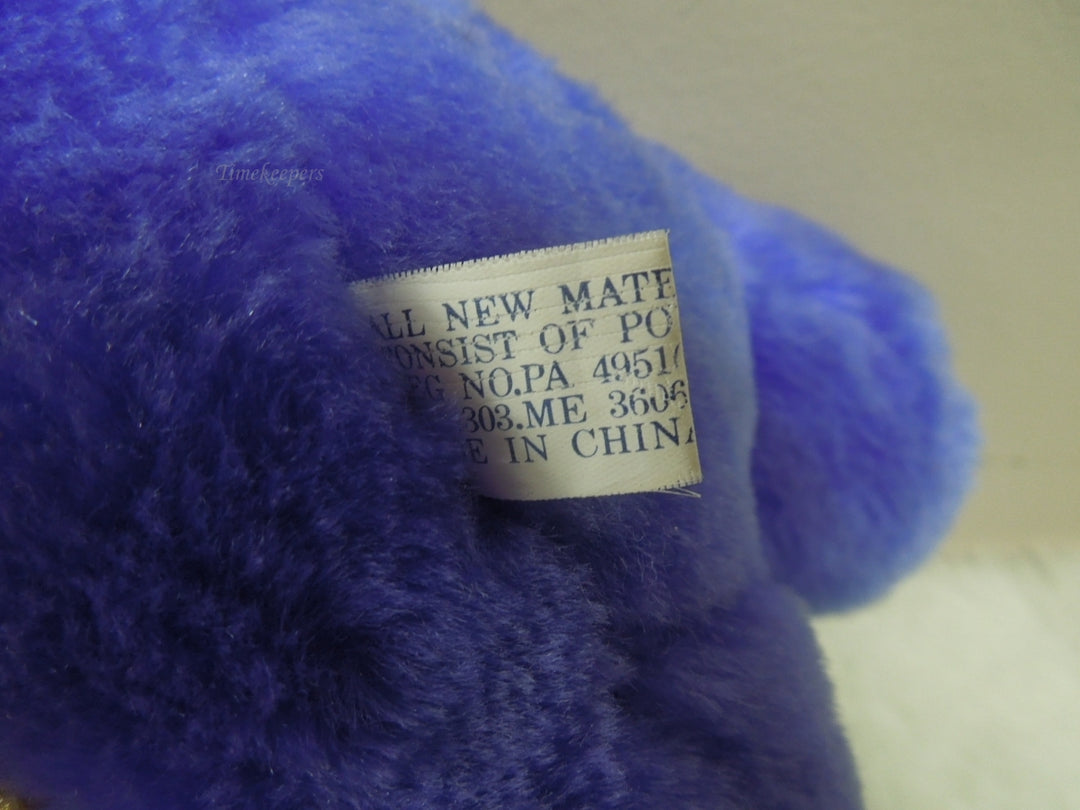 Timekeepers
ALL NEW MATE
CONSIST OF PO
EG NO.PA 4951
303.ME 3606
E IN CHINA